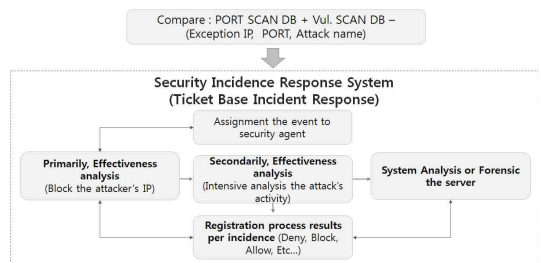 Compare : PORT SCAN DB + Vul. SCAN DB –
(Exception IP, PORT, Attack name)
Security Incidence Response System
(Ticket Base Incident Response)
Assignment the event to
security agent
Primarily, Effectiveness
analysis
(Block the attacker's IP)
Secondarily, Effectiveness
analysis
(Intensive analysis the attack's
activity)
System Analysis or Forensic
the server
Registration process results
per incidence (Deny, Block,
Allow, Etc...)